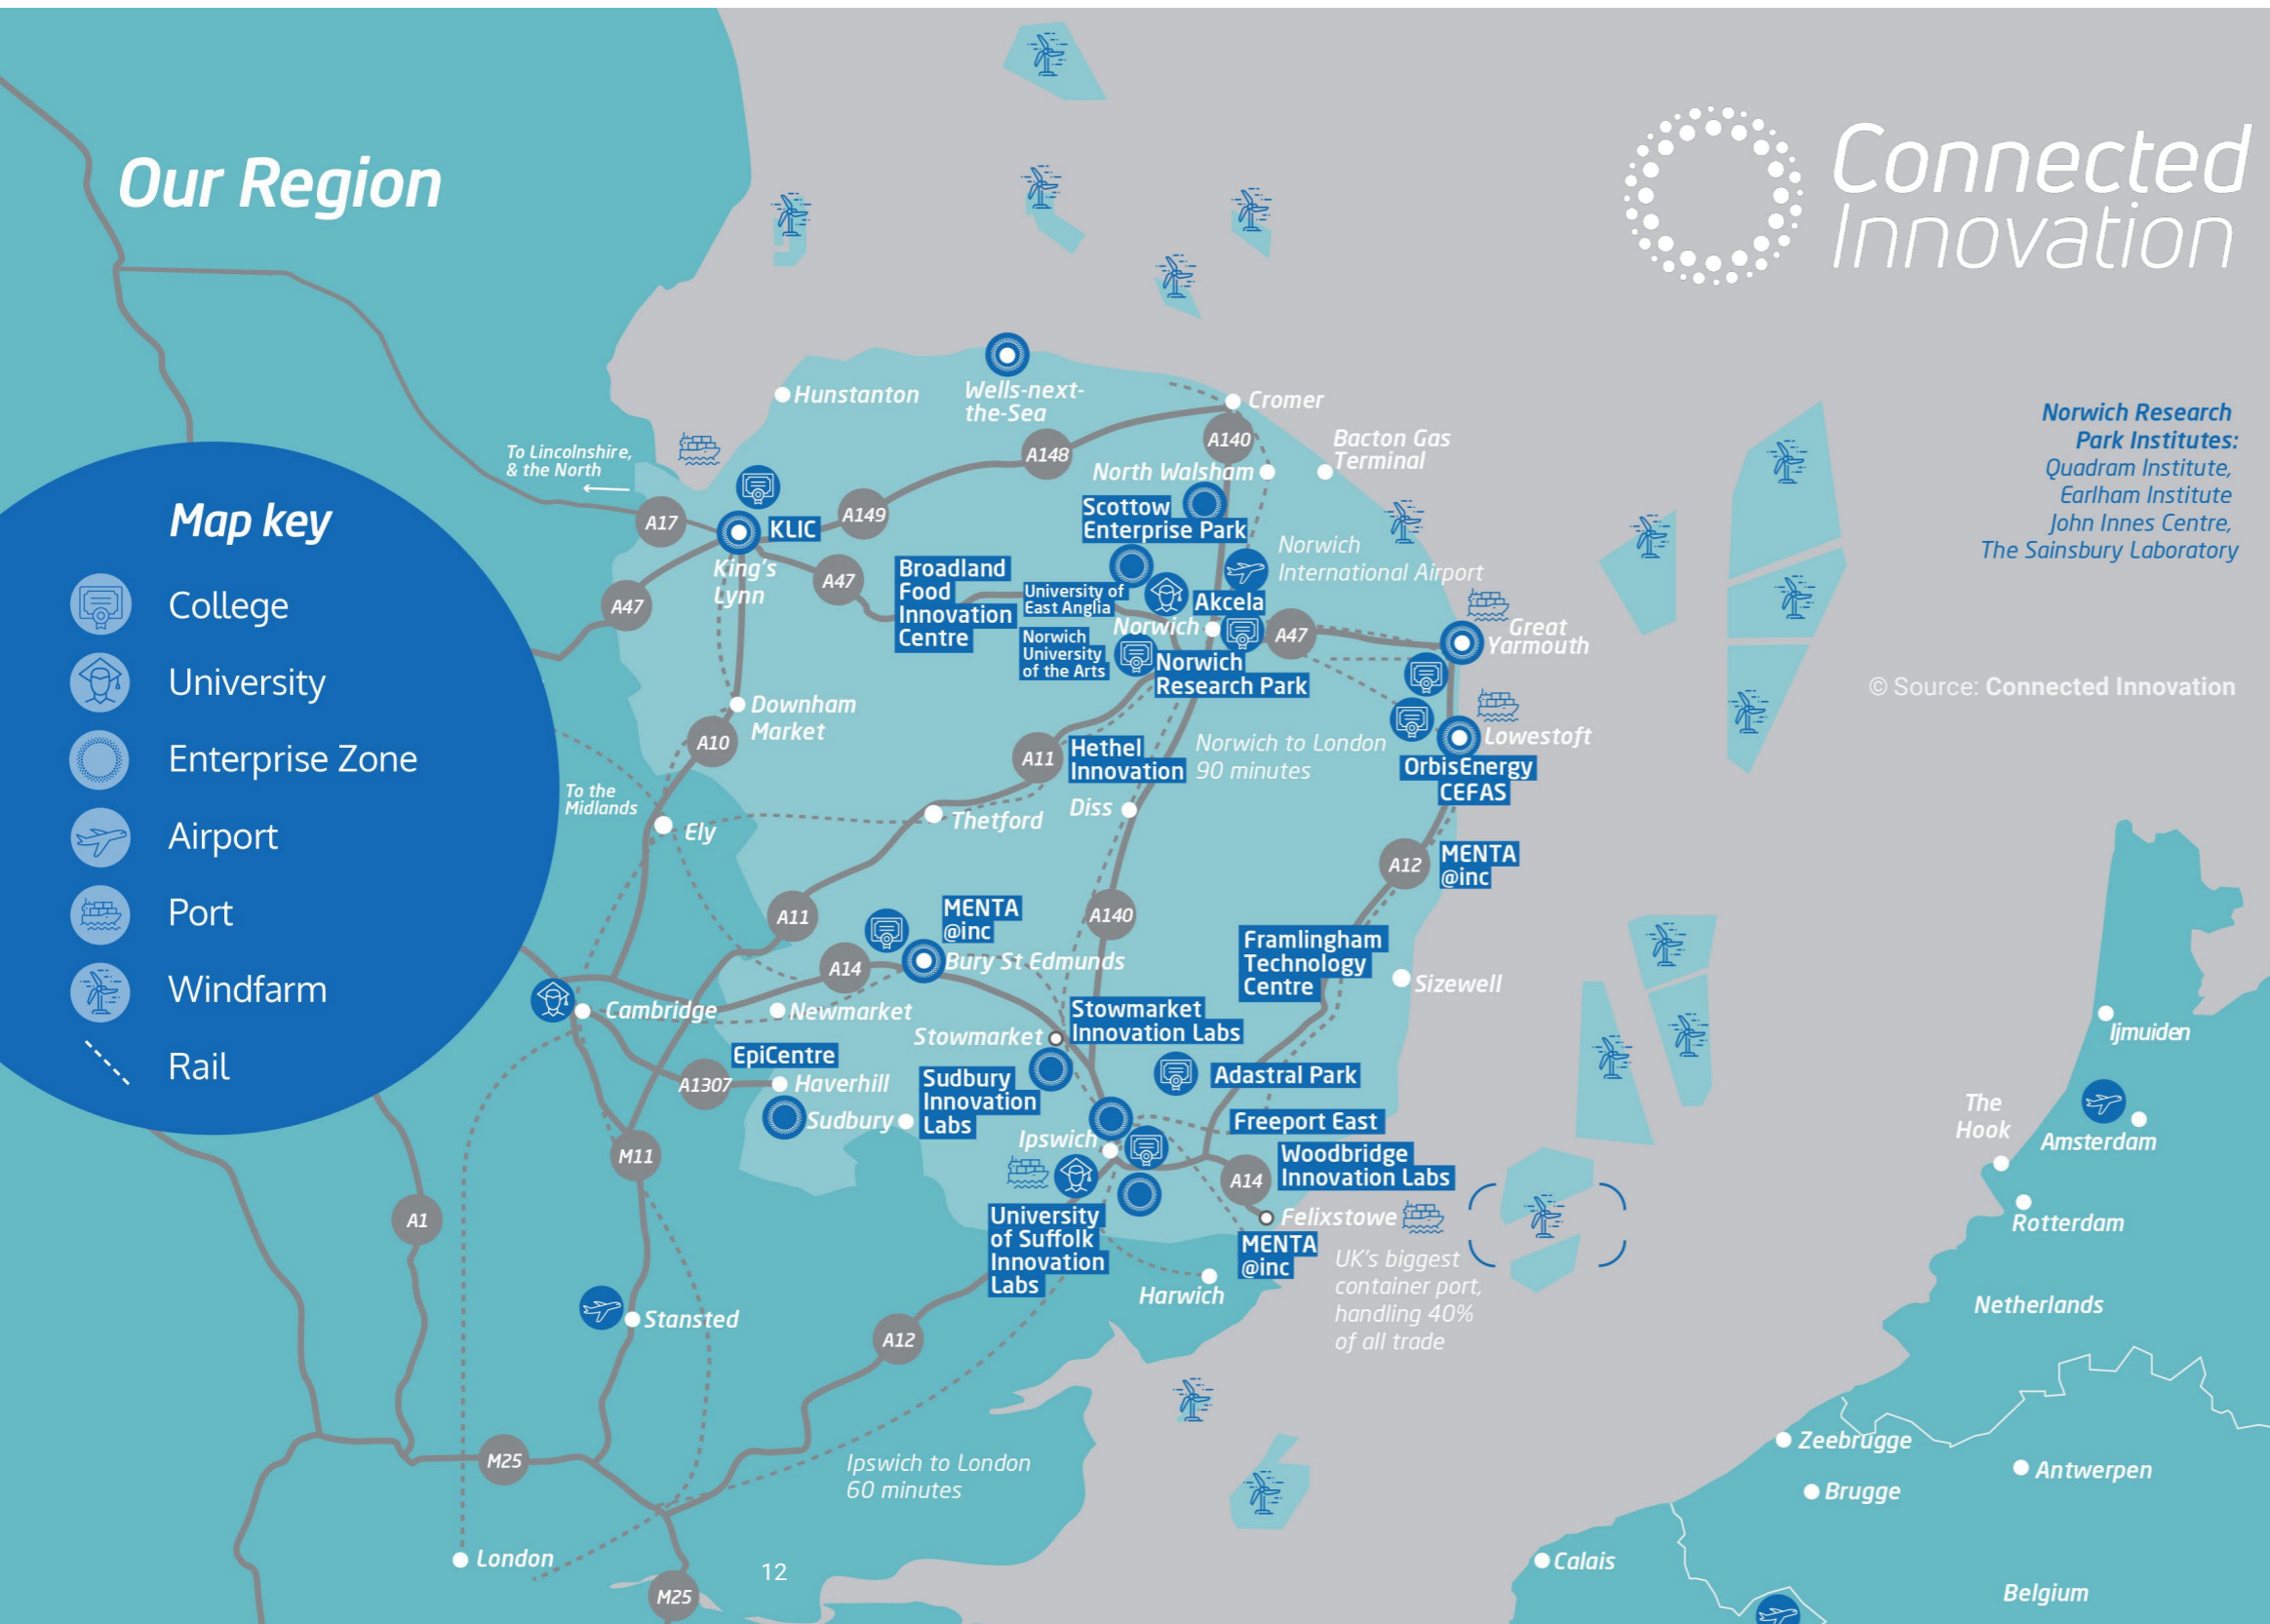 Our Region
Connected
Innovation
Norwich Research
Park Institutes:
Quadram Institute,
Earlham Institute
John Innes Centre,
The Sainsbury Laboratory
© Source: Connected Innovation
Map key
College
University
Enterprise Zone
Airport
Port
Windfarm
Rail
To Lincolnshire,
& the North
Hunstanton
Wells-next-
the-Sea
Cromer
A140
A148
Bacton Gas
Terminal
North Walsham
Scottow
Enterprise Park
A17
KLIC
A149
King's
Lynn
A47
A47
Broadland
Food
Innovation
Centre
University of
East Anglia
Norwich
International Airport
Akcela
Norwich
A47
Great
Yarmouth
Norwich
University
of the Arts
Norwich
Research Park
Downham
Market
A10
A11
Hethel
Innovation
Norwich to London
90 minutes
Lowestoft
OrbisEnergy
CEFAS
To the
Midlands
Ely
Thetford
Diss
A12
MENTA
@inc
A11
MENTA
@inc
A140
A14
Bury St Edmunds
Framlingham
Technology
Centre
Sizewell
Cambridge
Newmarket
Stowmarket
Stowmarket
Innovation Labs
EpiCentre
A1307
Haverhill
Sudbury
Sudbury
Innovation
Labs
Adastral Park
Freeport East
Ipswich
Woodbridge
Innovation Labs
A14
M11
Felixstowe
University
of Suffolk
Innovation
Labs
MENTA
@inc
UK's biggest
container port,
handling 40%
of all trade
Harwich
A1
Stansted
A12
M25
Ipswich to London
60 minutes
London
M25
12
Ijmuiden
The
Hook
Amsterdam
Rotterdam
Netherlands
Zeebrugge
Antwerpen
Brugge
Calais
Belgium